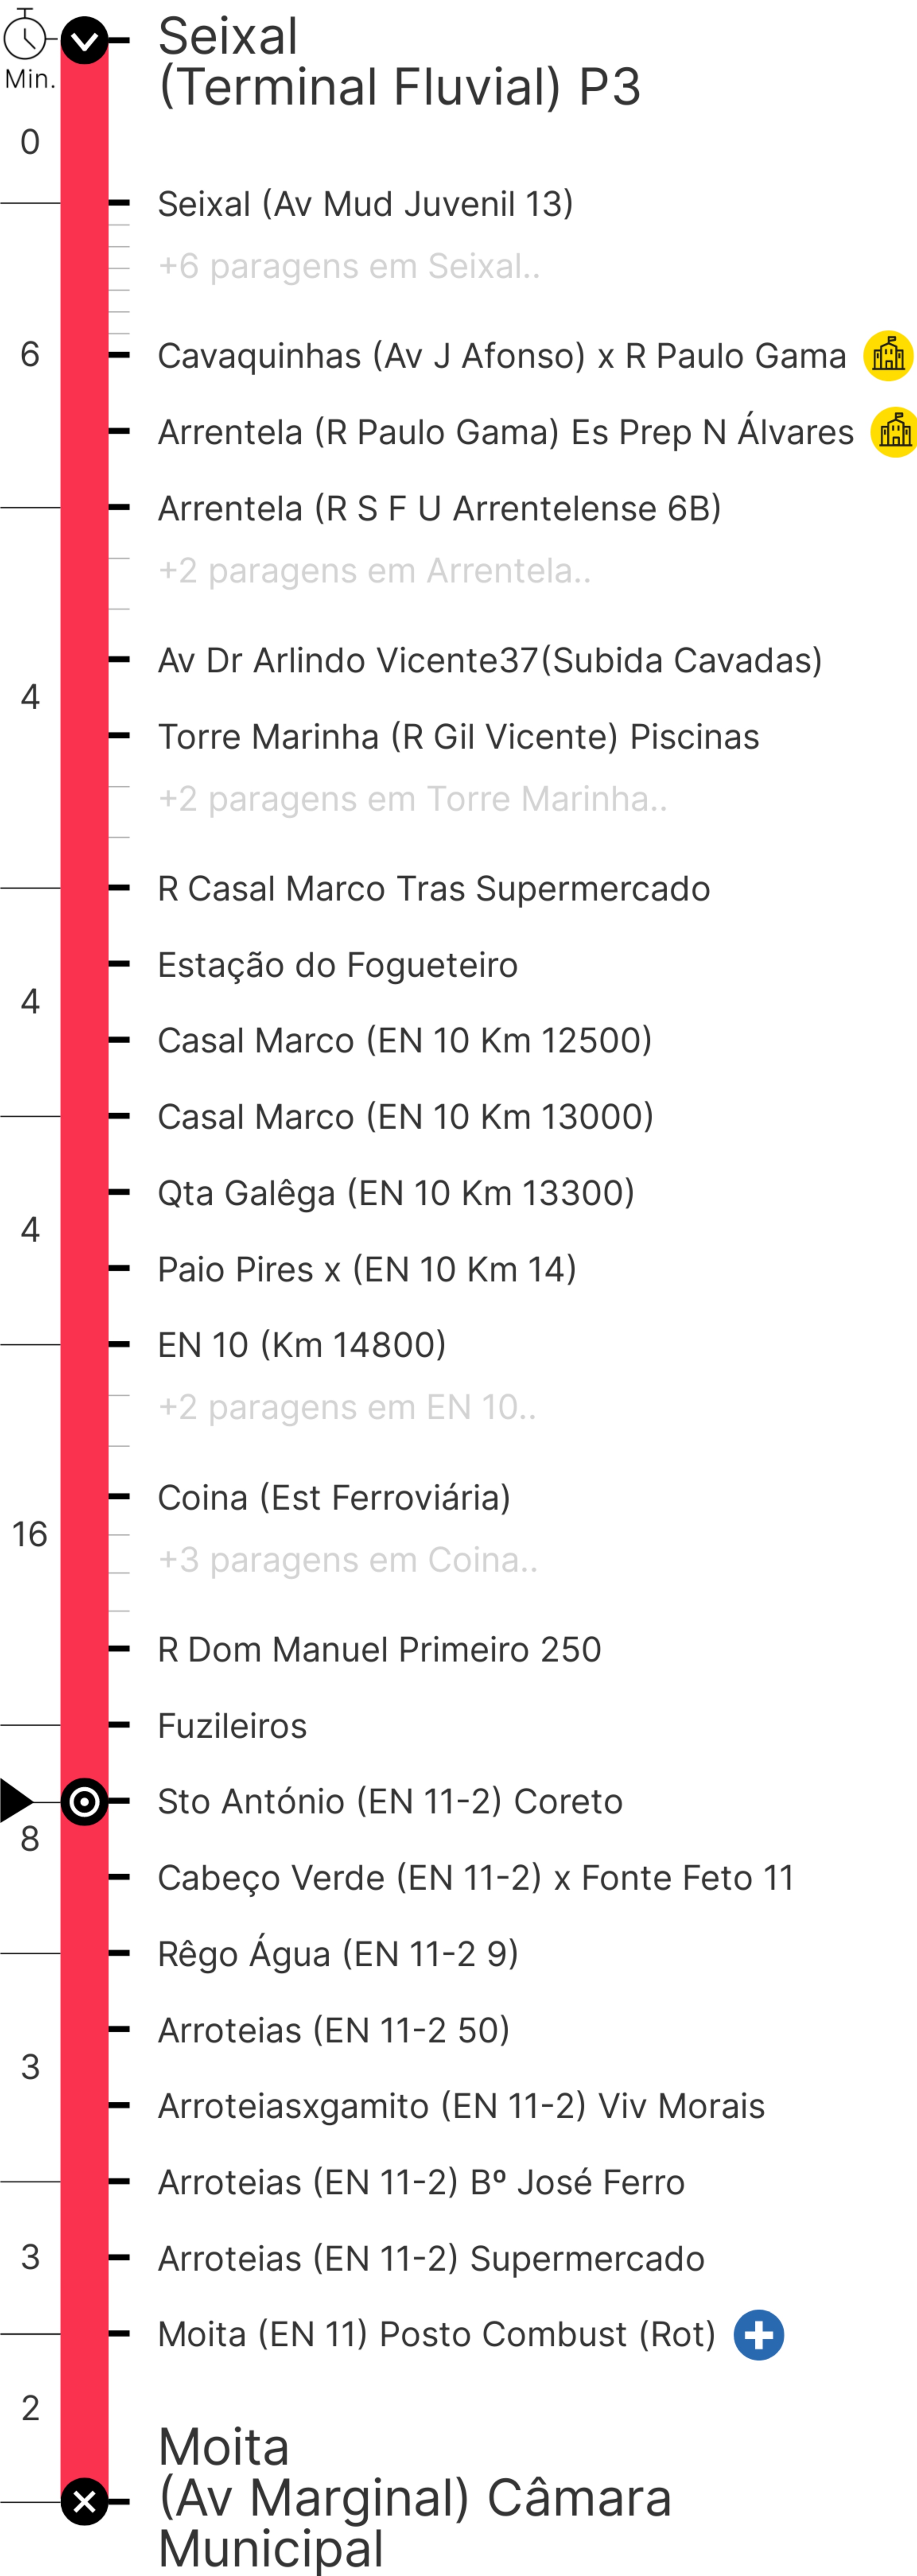 Seixal
(Terminal Fluvial) P3
Min.
0
Seixal (Av Mud Juvenil 13)
+6 paragens em Seixal..
6
Cavaquinhas (Av J Afonso) x R Paulo Gama
Arrentela (R Paulo Gama) Es Prep N Álvares
Arrentela (R S F U Arrentelense 6B)
+2 paragens em Arrentela..
Av Dr Arlindo Vicente37(Subida Cavadas)
4
Torre Marinha (R Gil Vicente) Piscinas
+2 paragens em Torre Marinha..
R Casal Marco Tras Supermercado
Estação do Fogueteiro
4
Casal Marco (EN 10 Km 12500)
Casal Marco (EN 10 Km 13000)
Qta Galêga (EN 10 Km 13300)
4
Paio Pires x (EN 10 Km 14)
EN 10 (Km 14800)
+2 paragens em EN 10..
Coina (Est Ferroviária)
16
+3 paragens em Coina..
R Dom Manuel Primeiro 250
Fuzileiros
Sto António (EN 11-2) Coreto
8
Cabeço Verde (EN 11-2) x Fonte Feto 11
Rêgo Água (EN 11-2 9)
Arroteias (EN 11-2 50)
3
Arroteiasxgamito (EN 11-2) Viv Morais
Arroteias (EN 11-2) Bº José Ferro
3
Arroteias (EN 11-2) Supermercado
Moita (EN 11) Posto Combust (Rot)
2
Moita
(Av Marginal) Câmara
Municipal